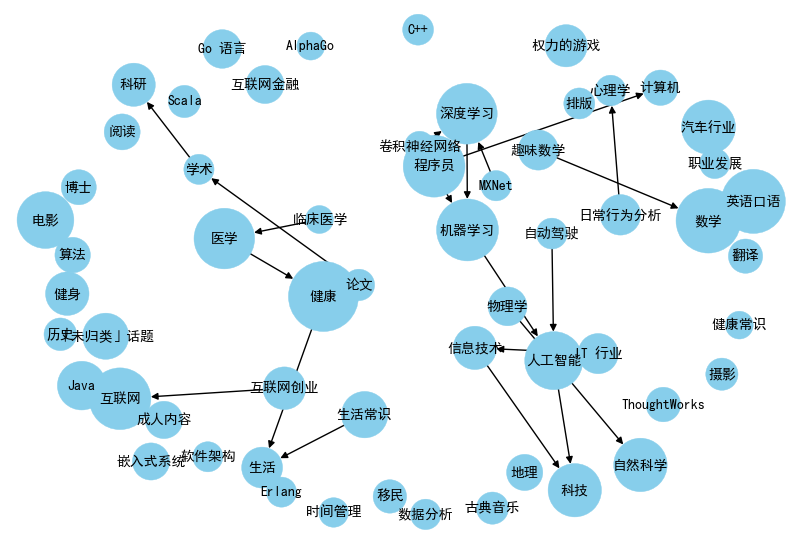 C++
Go 语言
AlphaGo
权力的游戏
科研
互联网金融
心理学
计算机
Scala
排版
深度学习
阅读
汽车行业
卷积神经网络
趣味数学
程序员
职业发展
学术
MXNet
博士
英语口语
电影
临床医学
日常行为分析
数学
医学
机器学习
自动驾驶
算法
翻译
健身
健康
论文
物理学
历史
「未归类」话题
健康常识
信息技术
IT 行业
人工智能
摄影
Java
互联网
互联网创业
ThoughtWorks
成人内容
生活常识
嵌入式系统
软件架构
生活
自然科学
地理
Erlang
科技
移民
时间管理
数据分析
古典音乐